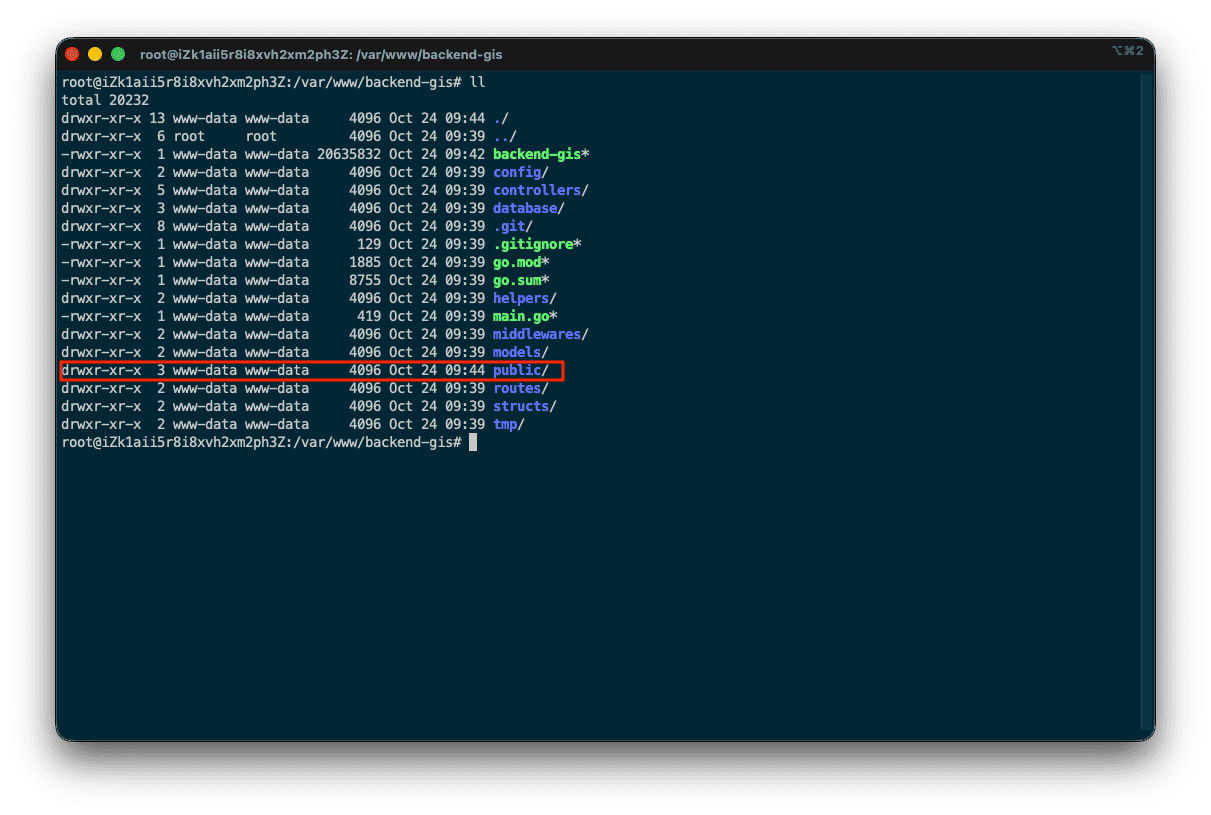 root@iZk1aii5r8i8xvh2xm2ph3Z: /var/www/backend-gis
⌥⌘2
root@iZk1aii5r8i8xvh2xm2ph3Z:/var/www/backend-gis# ll
total 20232
drwxr-xr-x 13 www-data www-data     4096 Oct 24 09:44 ./
drwxr-xr-x  6 root     root         4096 Oct 24 09:39 ../
-rwxr-xr-x  1 www-data www-data 20635832 Oct 24 09:42 backend-gis*
drwxr-xr-x  2 www-data www-data     4096 Oct 24 09:39 config/
drwxr-xr-x  5 www-data www-data     4096 Oct 24 09:39 controllers/
drwxr-xr-x  3 www-data www-data     4096 Oct 24 09:39 database/
drwxr-xr-x  8 www-data www-data     4096 Oct 24 09:39 .git/
-rwxr-xr-x  1 www-data www-data      129 Oct 24 09:39 .gitignore*
-rwxr-xr-x  1 www-data www-data     1885 Oct 24 09:39 go.mod*
-rwxr-xr-x  1 www-data www-data     8755 Oct 24 09:39 go.sum*
drwxr-xr-x  2 www-data www-data     4096 Oct 24 09:39 helpers/
-rwxr-xr-x  1 www-data www-data      419 Oct 24 09:39 main.go*
drwxr-xr-x  2 www-data www-data     4096 Oct 24 09:39 middlewares/
drwxr-xr-x  2 www-data www-data     4096 Oct 24 09:39 models/
drwxr-xr-x  3 www-data www-data     4096 Oct 24 09:44 public/
drwxr-xr-x  2 www-data www-data     4096 Oct 24 09:39 routes/
drwxr-xr-x  2 www-data www-data     4096 Oct 24 09:39 structs/
drwxr-xr-x  2 www-data www-data     4096 Oct 24 09:39 tmp/
root@iZk1aii5r8i8xvh2xm2ph3Z:/var/www/backend-gis#